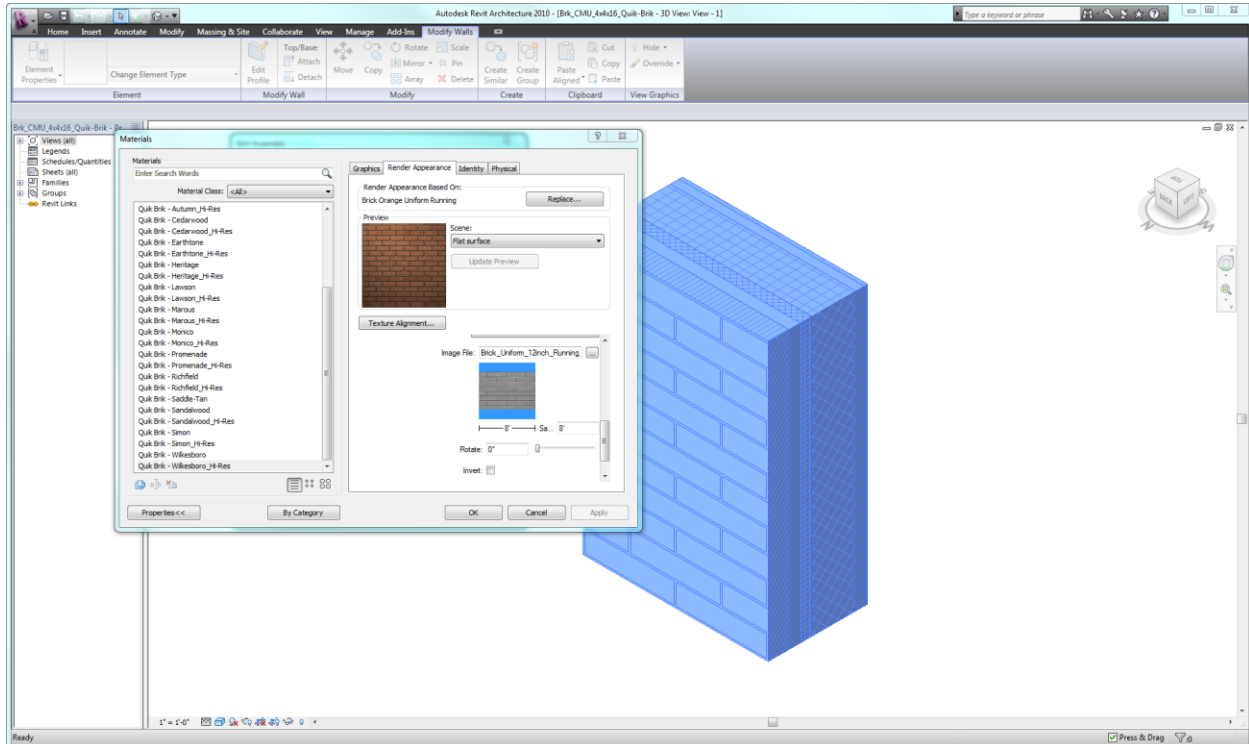 Autodesk Revit Architecture 2010 - [Brk_CMU_4x4x16_Quik-Brik - 3D View: View - 1]
Type a keyword or phrase
Home Insert Annotate Modify Massing & Site Collaborate View Manage Add-Ins Modify Walls
Element Properties
Change Element Type
Edit Profile
Top/Base:
Attach
Detach
Move
Copy
Rotate
Scale
Mirror
Pin
Array
Delete
Create Similar
Create Group
Paste Aligned
Cut
Copy
Paste
Hide
Override
Element Modify Wall Modify Create Clipboard View Graphics
Brk_CMU_4x4x16_Quik-Brik -
Views (all)
Legends
Schedules/Quantities
Sheets (all)
Families
Groups
Revit Links
Materials
Materials
Enter Search Words
Material Class: <All>
Quik Brik - Autumn_Hi-Res
Quik Brik - Cedarwood
Quik Brik - Cedarwood_Hi-Res
Quik Brik - Earthtone
Quik Brik - Earthtone_Hi-Res
Quik Brik - Heritage
Quik Brik - Heritage_Hi-Res
Quik Brik - Lawson
Quik Brik - Lawson_Hi-Res
Quik Brik - Marous
Quik Brik - Marous_Hi-Res
Quik Brik - Monico
Quik Brik - Monico_Hi-Res
Quik Brik - Promenade
Quik Brik - Promenade_Hi-Res
Quik Brik - Richfield
Quik Brik - Richfield_Hi-Res
Quik Brik - Saddle-Tan
Quik Brik - Sandalwood
Quik Brik - Sandalwood_Hi-Res
Quik Brik - Simon
Quik Brik - Simon_Hi-Res
Quik Brik - Wilkesboro
Quik Brik - Wilkesboro_Hi-Res
Properties<<
By Category
Graphics Render Appearance Identity Physical
Render Appearance Based On:
Brick Orange Uniform Running
Replace...
Preview
Scene:
Flat surface
Update Preview
Texture Alignment...
Image File: Brick_Uniform_12inch_Running
...
8' Sa... 8'
Rotate: 0°
Invert:
OK Cancel Apply
BACK LEFT
1" = 1'-0"
Ready
Press & Drag
:0